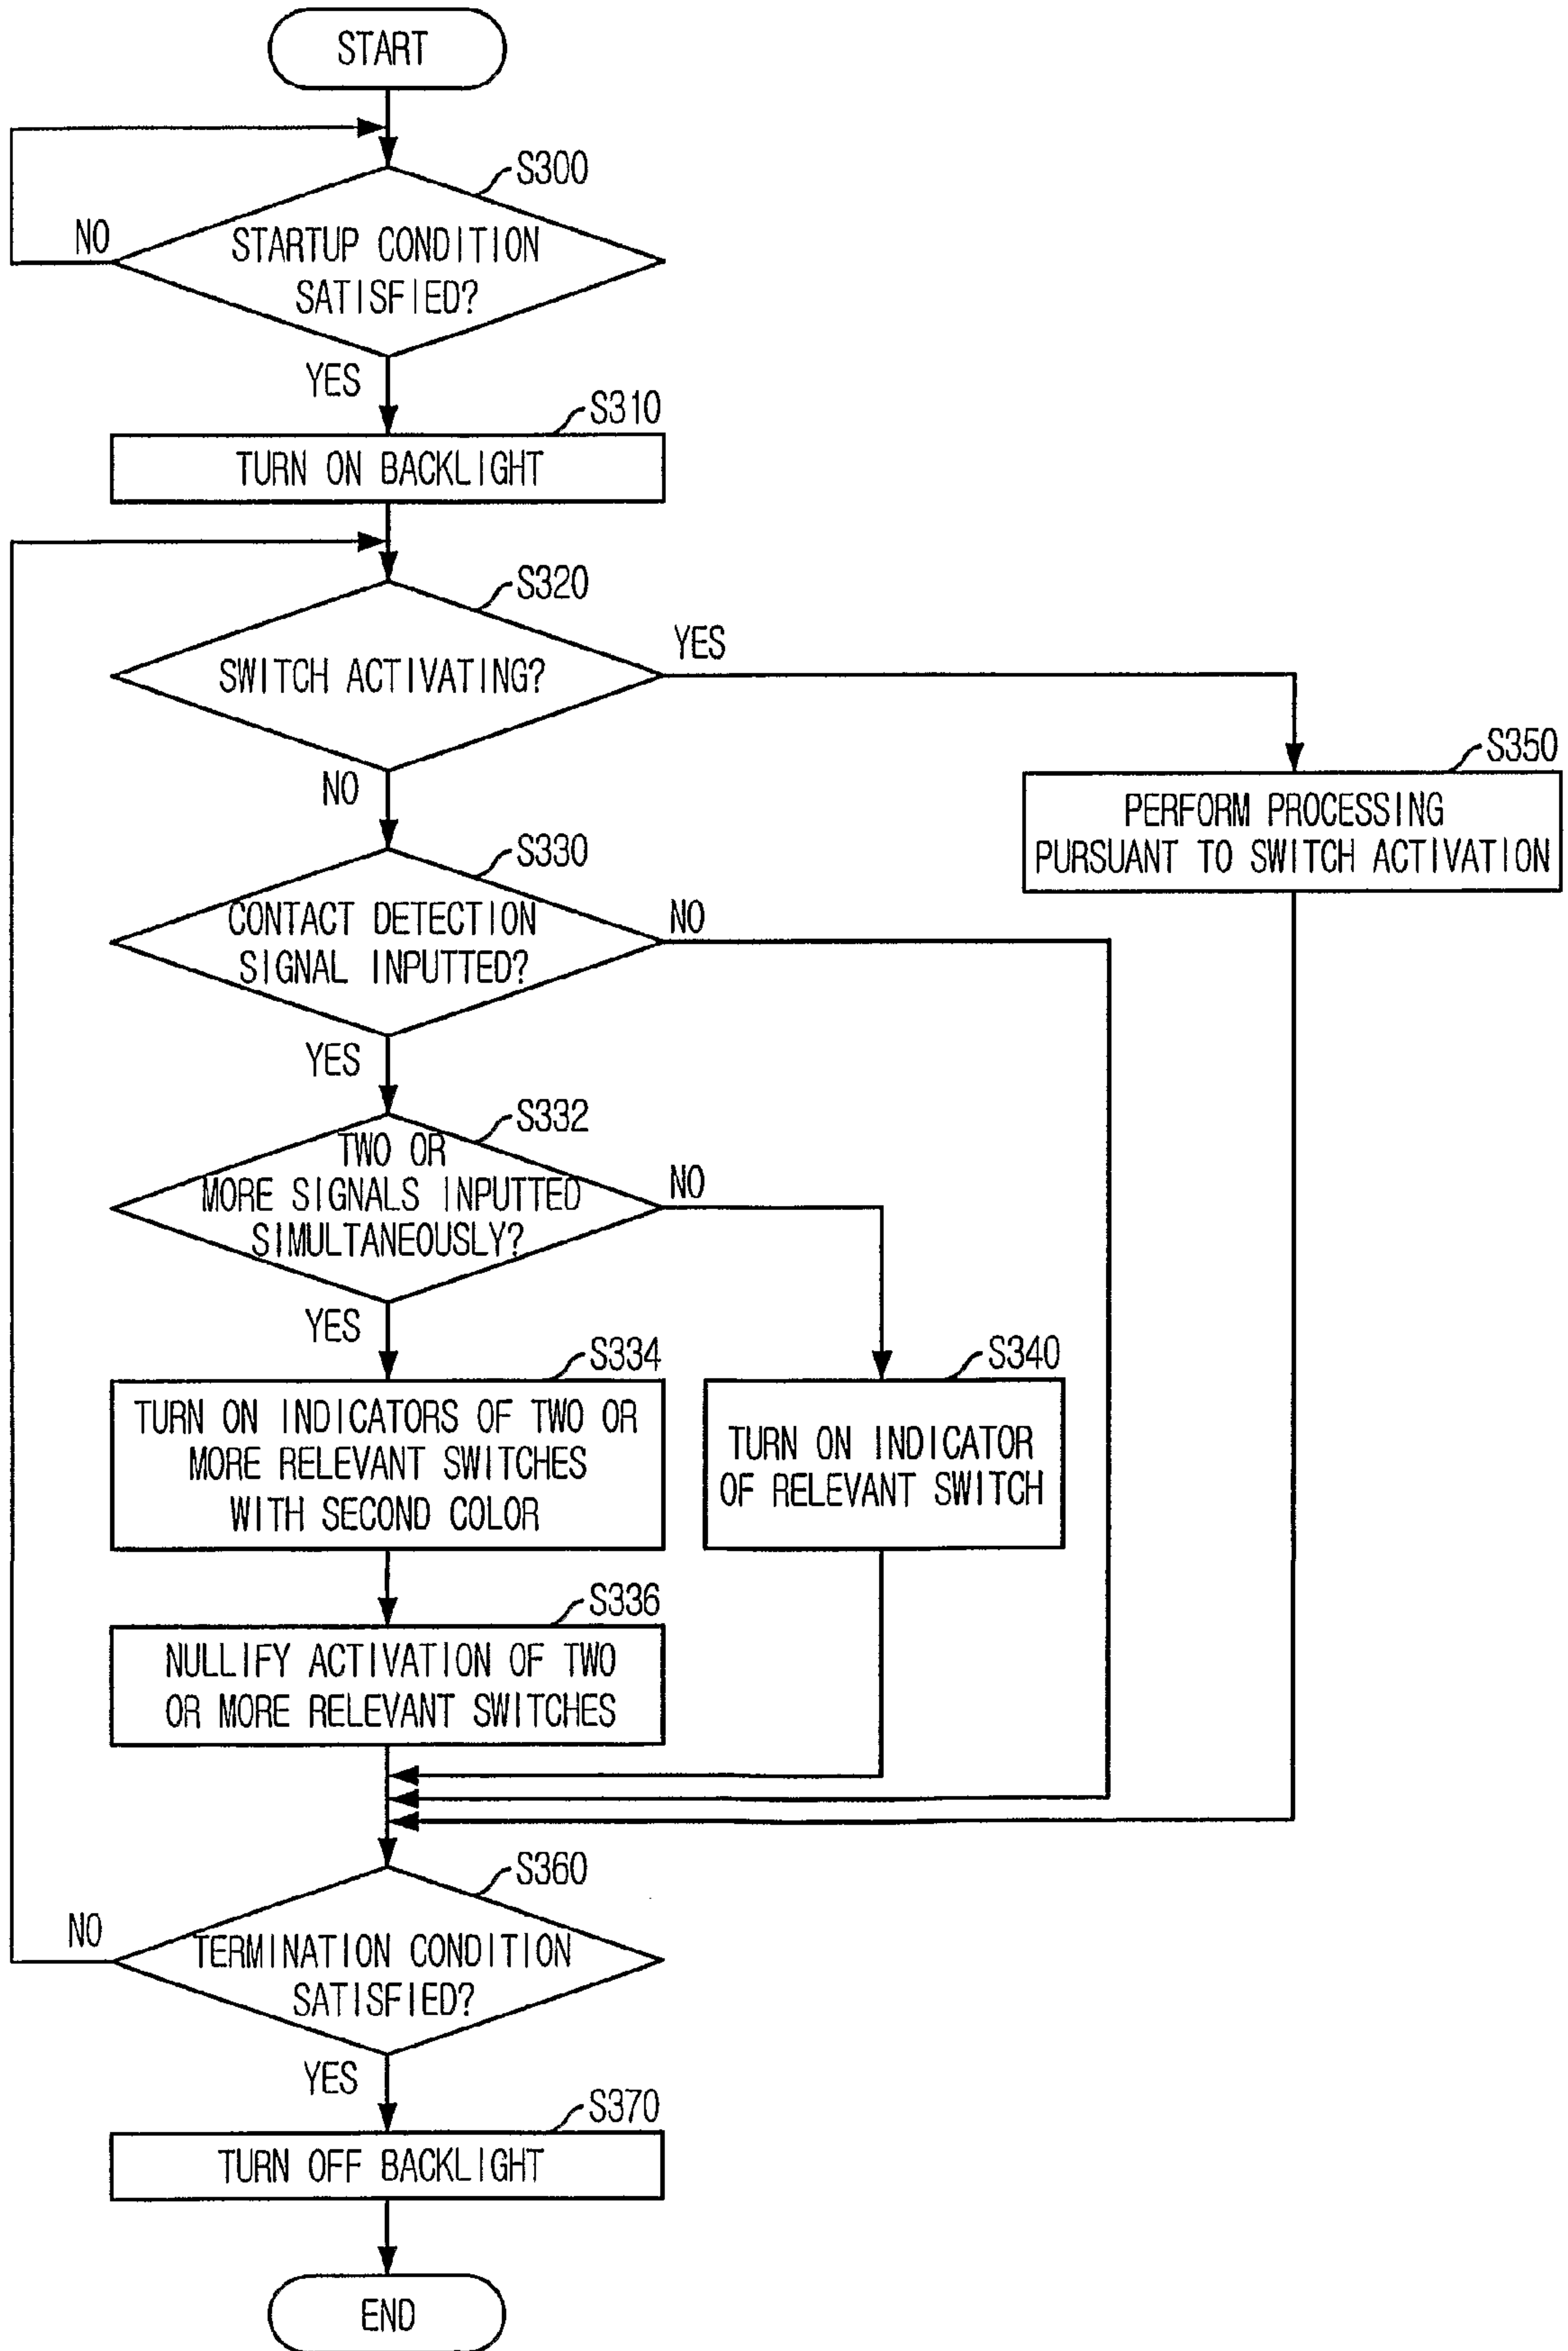 START
S300
NO
STARTUP CONDITION
SATISFIED?
YES
S310
TURN ON BACKLIGHT
S320
YES
SWITCH ACTIVATING?
NO
S350
PERFORM PROCESSING
PURSUANT TO SWITCH ACTIVATION
S330
CONTACT DETECTION
SIGNAL INPUTTED?
NO
YES
S332
TWO OR
MORE SIGNALS INPUTTED
SIMULTANEOUSLY?
NO
YES
S334
TURN ON INDICATORS OF TWO OR
MORE RELEVANT SWITCHES
WITH SECOND COLOR
S340
TURN ON INDICATOR
OF RELEVANT SWITCH
S336
NULLIFY ACTIVATION OF TWO
OR MORE RELEVANT SWITCHES
S360
NO
TERMINATION CONDITION
SATISFIED?
YES
S370
TURN OFF BACKLIGHT
END